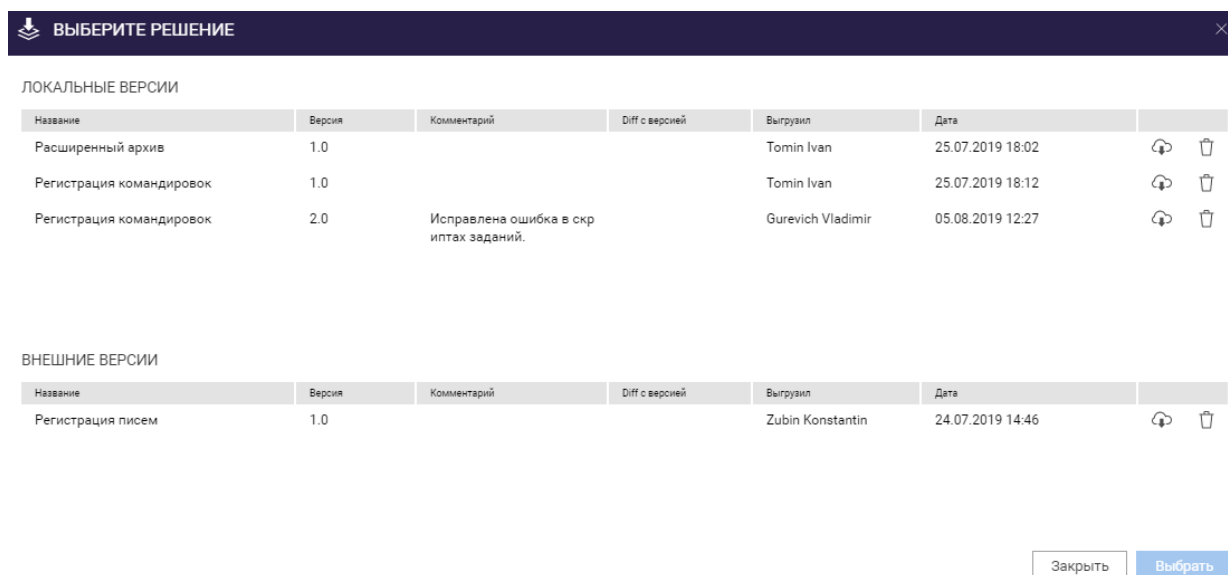 ВЫБЕРИТЕ РЕШЕНИЕ
ЛОКАЛЬНЫЕ ВЕРСИИ
Название Версия Комментарий Diff с версией Выгрузил Дата
Расширенный архив 1.0 Tomin Ivan 25.07.2019 18:02
Регистрация командировок 1.0 Tomin Ivan 25.07.2019 18:12
Регистрация командировок 2.0 Исправлена ошибка в скр Gurevich Vladimir 05.08.2019 12:27
иптах заданий.
ВНЕШНИЕ ВЕРСИИ
Название Версия Комментарий Diff с версией Выгрузил Дата
Регистрация писем 1.0 Zubin Konstantin 24.07.2019 14:46
Закрыть Выбрать